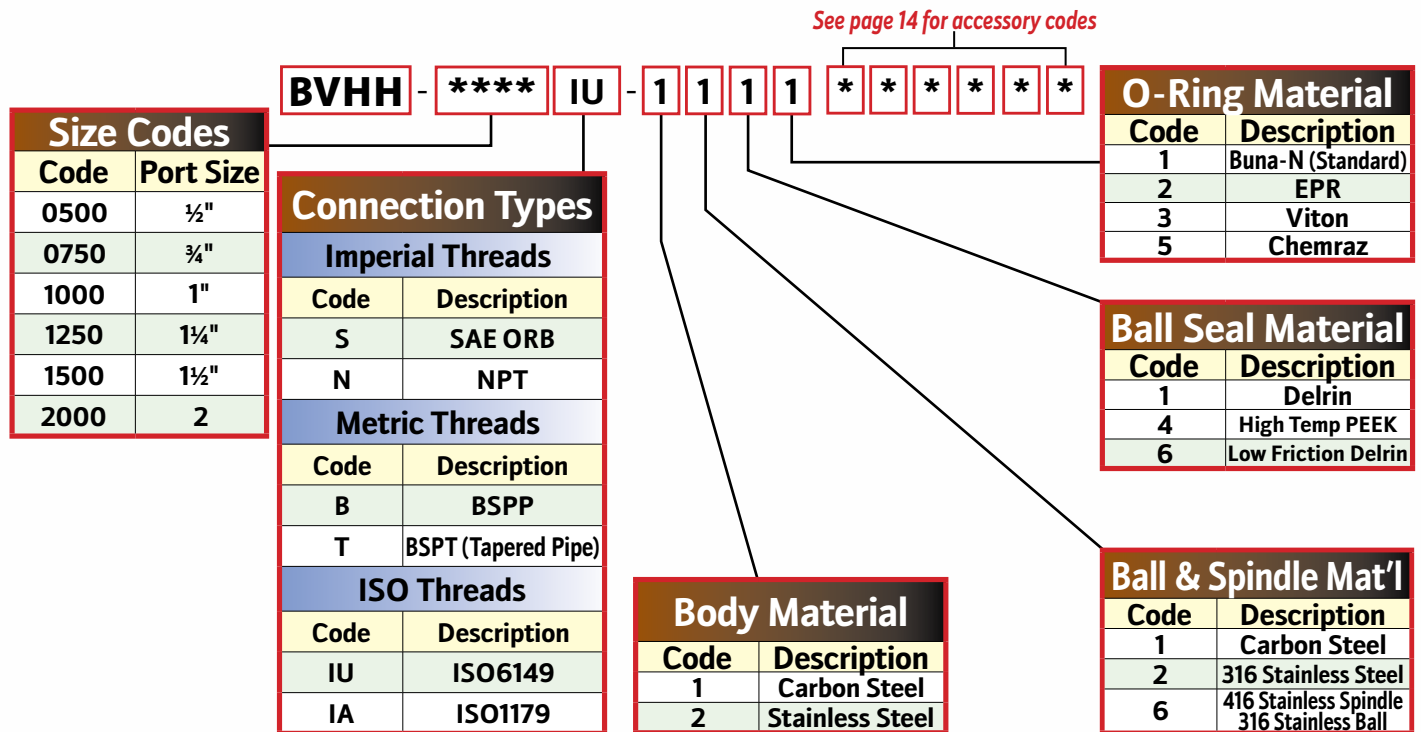 See page 14 for accessory codes
BVHH - **** IU - 1 1 1 1 * * * * * *
Size Codes
Code Port Size
0500 ½"
0750 ¾"
1000 1"
1250 1¼"
1500 1½"
2000 2
Connection Types
Imperial Threads
Code Description
S SAE ORB
N NPT
Metric Threads
Code Description
B BSPP
T BSPT (Tapered Pipe)
ISO Threads
Code Description
IU ISO6149
IA ISO1179
Body Material
Code Description
1 Carbon Steel
2 Stainless Steel
O-Ring Material
Code Description
1 Buna-N (Standard)
2 EPR
3 Viton
5 Chemraz
Ball Seal Material
Code Description
1 Delrin
4 High Temp PEEK
6 Low Friction Delrin
Ball & Spindle Mat'l
Code Description
1 Carbon Steel
2 316 Stainless Steel
6 416 Stainless Spindle
316 Stainless Ball